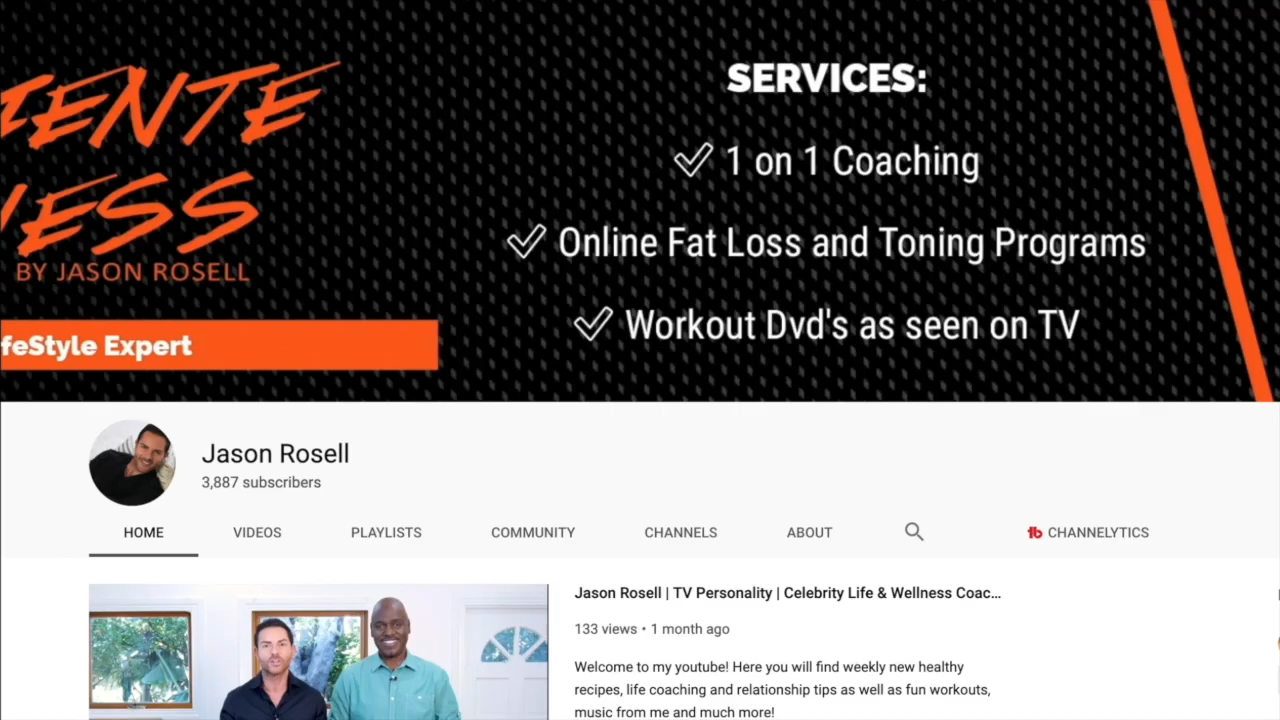 IENTE
NESS
BY JASON ROSELL
feStyle Expert
SERVICES:
1 on 1 Coaching
Online Fat Loss and Toning Programs
Workout Dvd's as seen on TV
Jason Rosell
3,887 subscribers
HOME VIDEOS PLAYLISTS COMMUNITY CHANNELS ABOUT CHANNELYTICS
Jason Rosell | TV Personality | Celebrity Life & Wellness Coac...
133 views • 1 month ago
Welcome to my youtube! Here you will find weekly new healthy
recipes, life coaching and relationship tips as well as fun workouts,
music from me and much more!